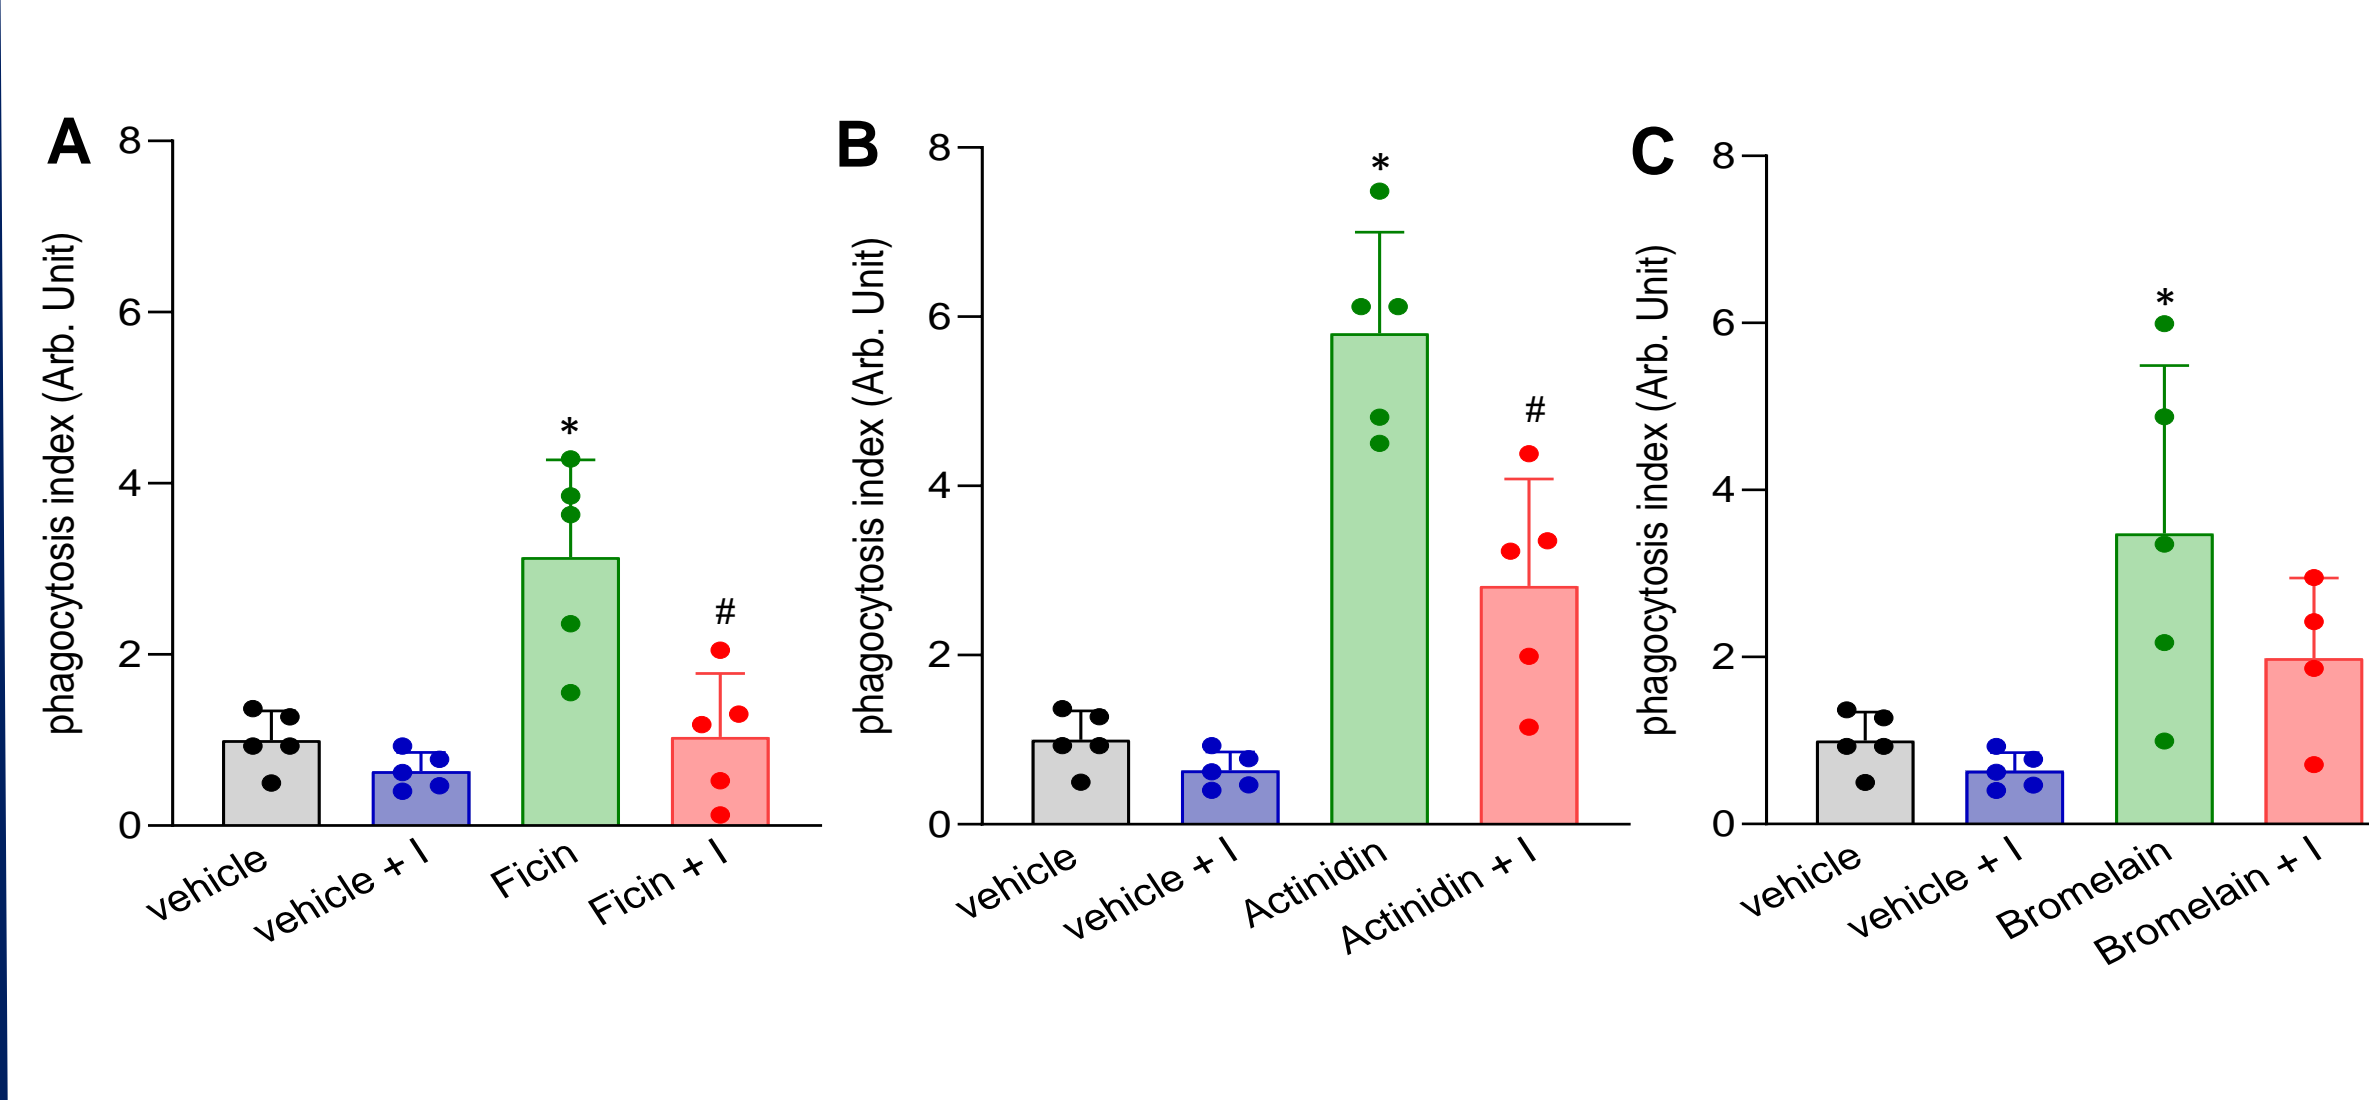 A
phagocytosis index (Arb. Unit)
8
6
4
2
0
*
#
vehicle
vehicle + I
Ficin
Ficin + I
B
phagocytosis index (Arb. Unit)
8
6
4
2
0
*
#
vehicle
vehicle + I
Actinidin
Actinidin + I
C
phagocytosis index (Arb. Unit)
8
6
4
2
0
*
vehicle
vehicle + I
Bromelain
Bromelain + I